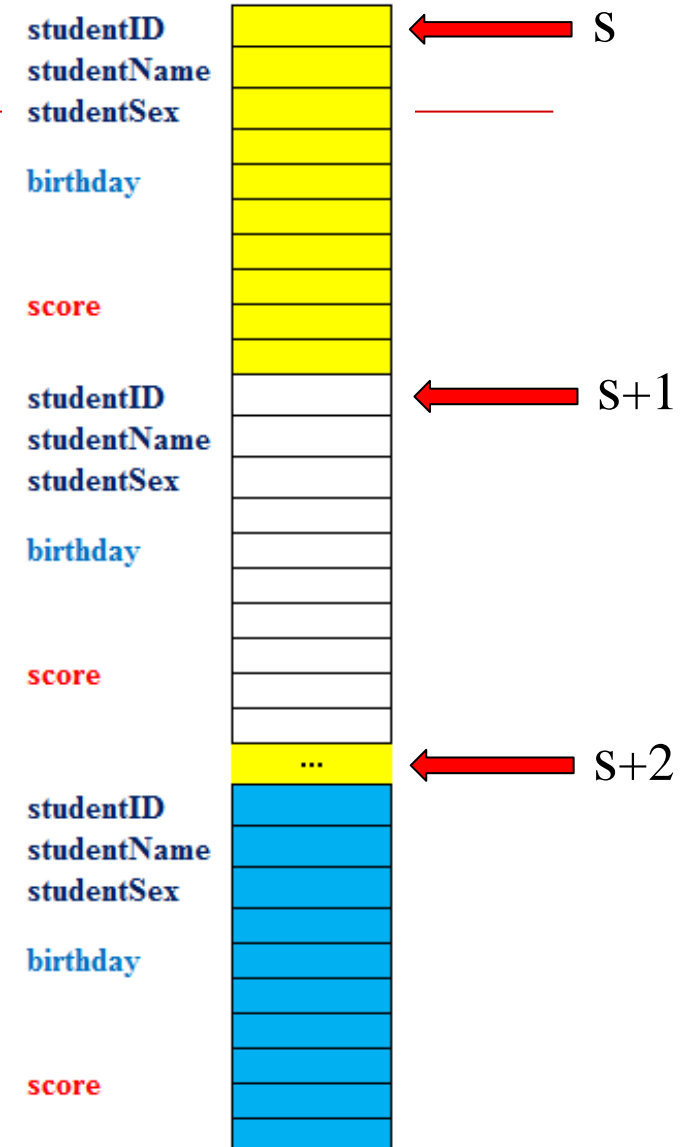 studentID
S
studentName
studentSex
birthday
score
studentID
S+1
studentName
studentSex
birthday
score
...
S+2
studentID
studentName
studentSex
birthday
score